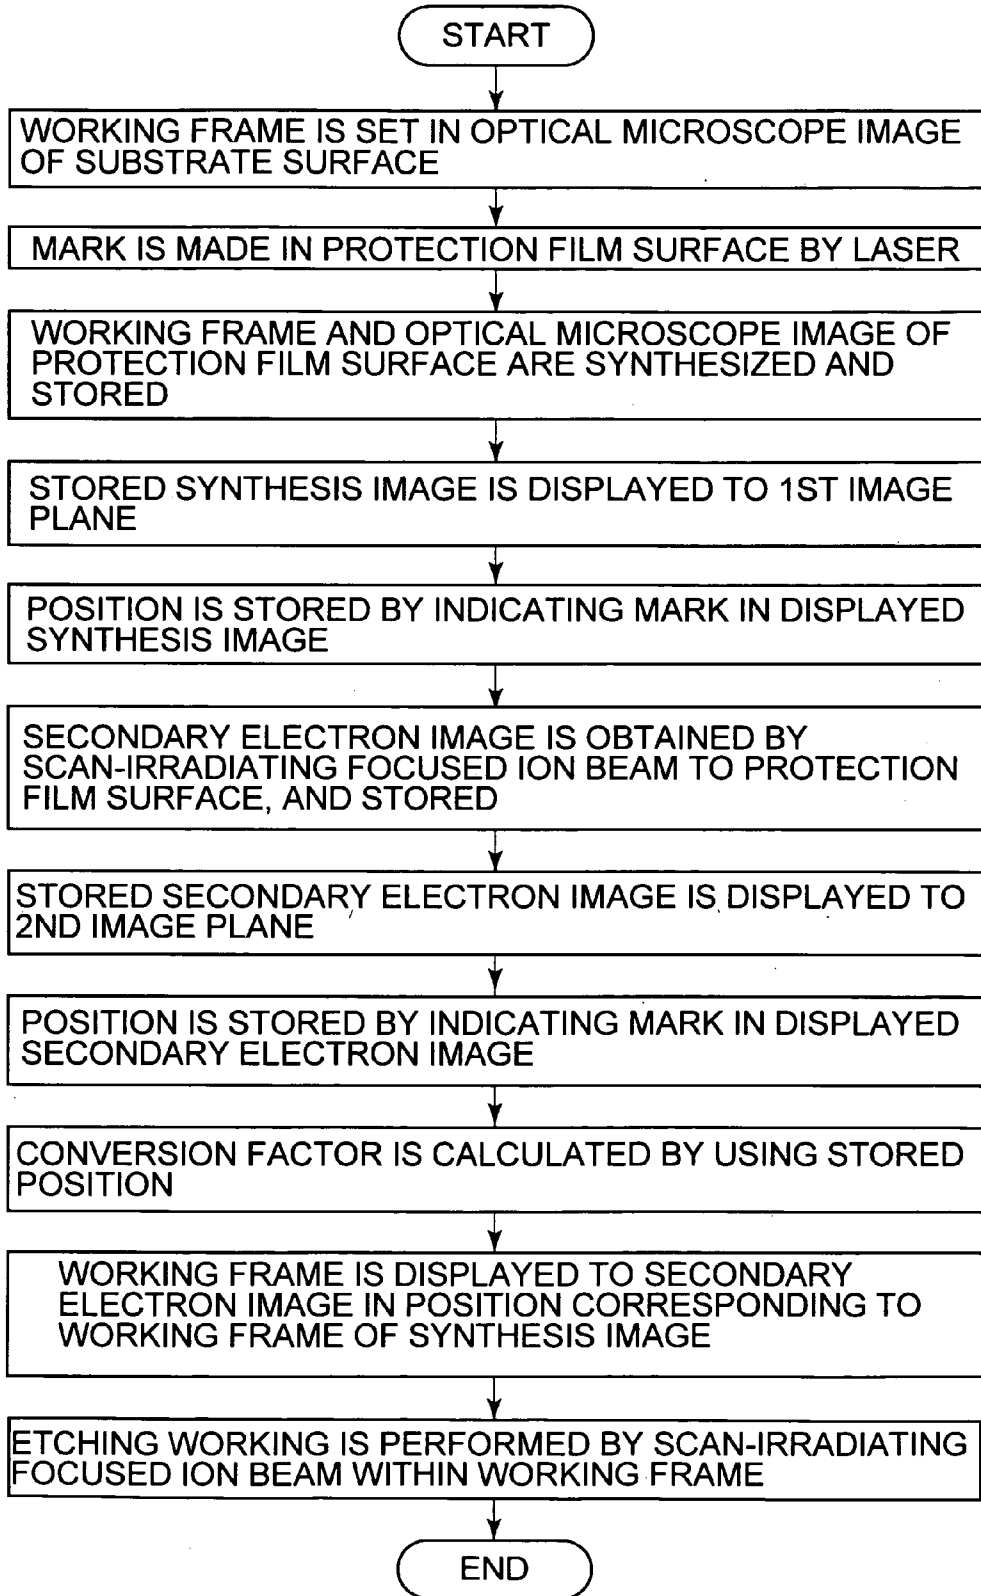 START
WORKING FRAME IS SET IN OPTICAL MICROSCOPE IMAGE
OF SUBSTRATE SURFACE
MARK IS MADE IN PROTECTION FILM SURFACE BY LASER
WORKING FRAME AND OPTICAL MICROSCOPE IMAGE OF
PROTECTION FILM SURFACE ARE SYNTHESIZED AND
STORED
STORED SYNTHESIS IMAGE IS DISPLAYED TO 1ST IMAGE
PLANE
POSITION IS STORED BY INDICATING MARK IN DISPLAYED
SYNTHESIS IMAGE
SECONDARY ELECTRON IMAGE IS OBTAINED BY
SCAN-IRRADIATING FOCUSED ION BEAM TO PROTECTION
FILM SURFACE, AND STORED
STORED SECONDARY ELECTRON IMAGE IS DISPLAYED TO
2ND IMAGE PLANE
POSITION IS STORED BY INDICATING MARK IN DISPLAYED
SECONDARY ELECTRON IMAGE
CONVERSION FACTOR IS CALCULATED BY USING STORED
POSITION
WORKING FRAME IS DISPLAYED TO SECONDARY
ELECTRON IMAGE IN POSITION CORRESPONDING TO
WORKING FRAME OF SYNTHESIS IMAGE
ETCHING WORKING IS PERFORMED BY SCAN-IRRADIATING
FOCUSED ION BEAM WITHIN WORKING FRAME
END